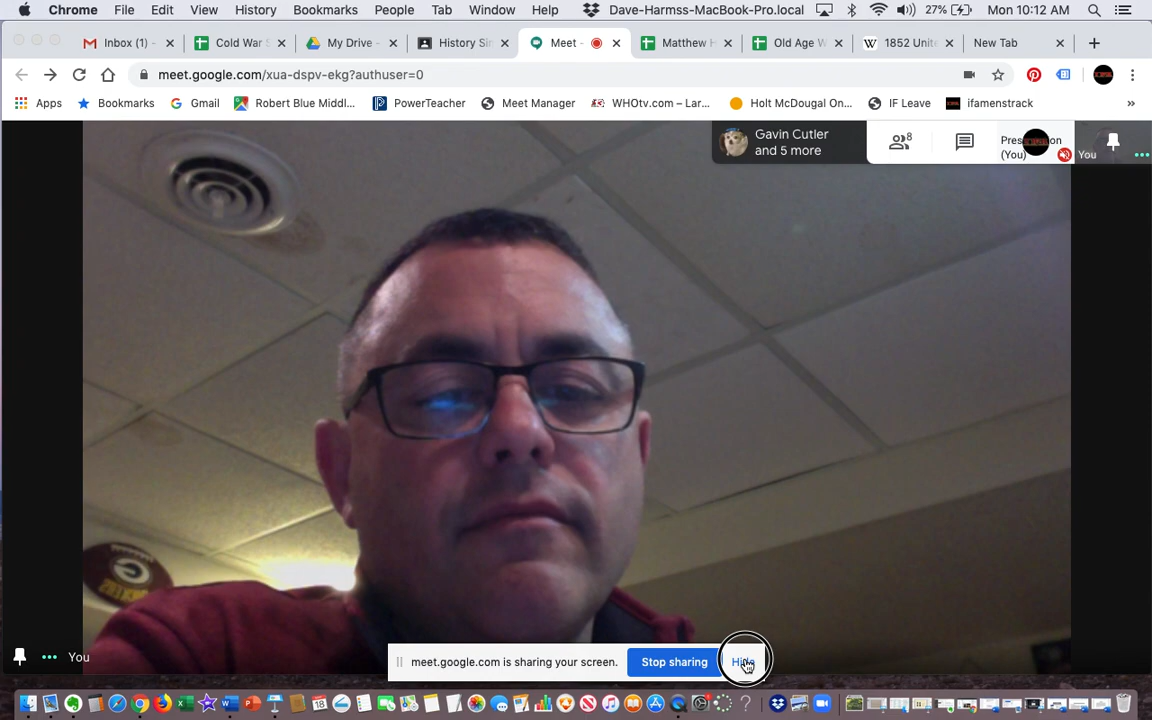 Chrome File Edit View History Bookmarks People Tab Window Help Dave-Harmss-MacBook-Pro.local 27% Mon 10:12 AM
Inbox (1) - Cold War S My Drive - History Sin Meet - Matthew H Old Age W 1852 Unit New Tab
meet.google.com/xua-dspv-ekg?authuser=0
Apps Bookmarks Gmail Robert Blue Middl... PowerTeacher Meet Manager WHOtv.com – Lar... Holt McDougal On... IF Leave ifamenstrack »
Gavin Cutler
and 5 more
8
(You)
You
G
You
meet.google.com is sharing your screen. Stop sharing Hide
18